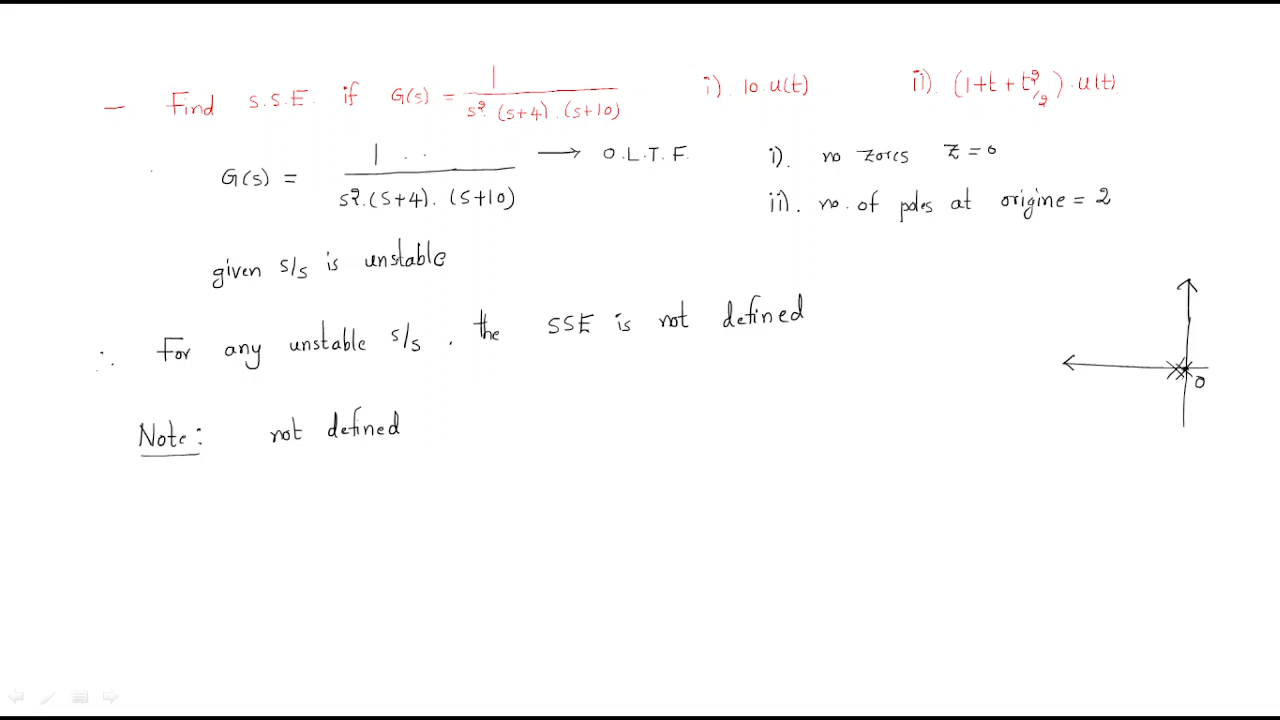 – Find S.S.E. if G(s) = 1 / s². (s+4). (s+10) i). 10.u(t) ii). (1+t+t²/2).u(t)
G(s) = 1 / s².(s+4). (s+10) → O.L.T.F. i). no zores z=0
ii). no. of poles at origine = 2
given s/s is unstable
∴ For any unstable s/s. the SSE is not defined
0
Note: not defined